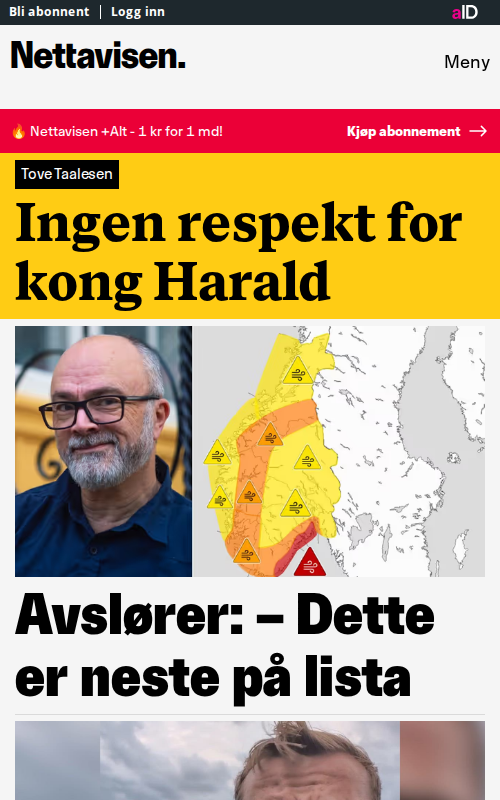 Bli abonnent
Logg inn
aID
Nettavisen.
Meny
Nettavisen +Alt - 1 kr for 1 md!
Kjøp abonnement
Tove Taalesen
Ingen respekt for
kong Harald
Avslører: – Dette
er neste på lista